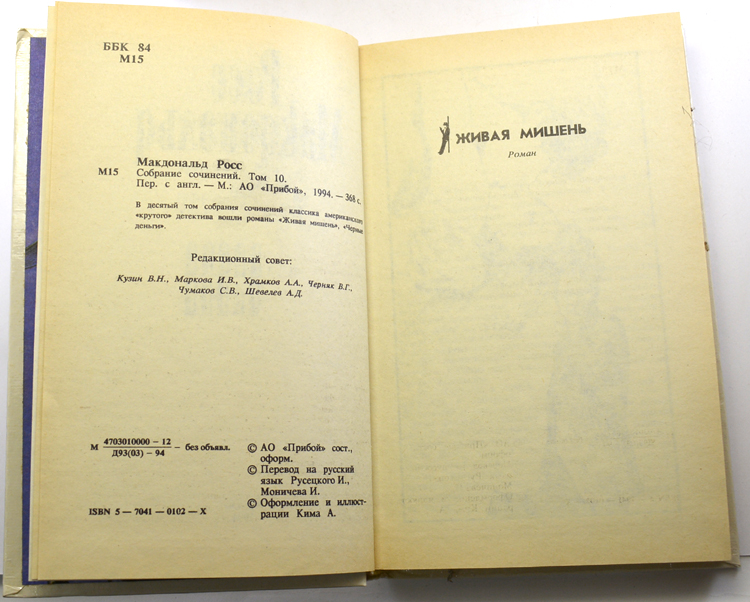 ББК 84
М15
Макдональд Росс
М15 Собрание сочинений. Том 10.
Пер. с англ. — М.: АО «Прибой», 1994. — 368 с.
В десятый том собрания сочинений классика американского
«крутого» детектива вошли романы «Живая мишень», «Черные
деньги».
Редакционный совет:
Кузин В.Н., Маркова И.В., Храмков А.А., Черняк В.Г.,
Чумаков С.В., Шевелев А.Д.
М 4703010000 — 12
Д93(03) — 94 — без объявл.
© АО «Прибой» сост.,
оформ.
© Перевод на русский
язык Русецкого И.,
Моничева И.
© Оформление и иллюст-
рации Кима А.
ISBN 5 — 7041 — 0102 — X
ЖИВАЯ МИШЕНЬ
Роман